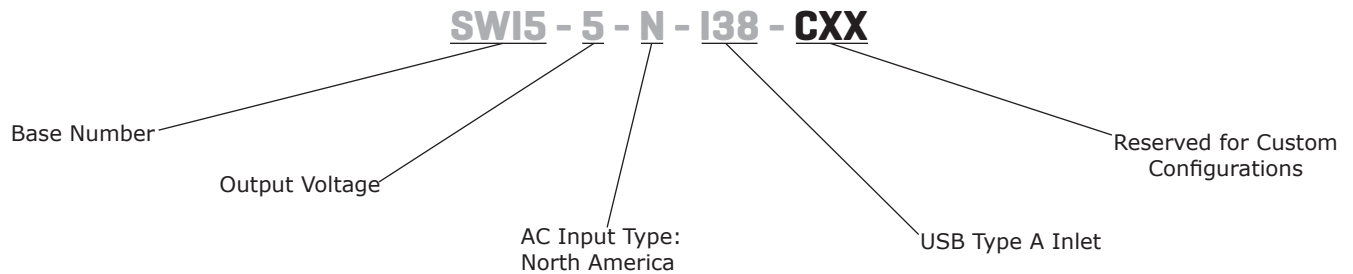 SWI5 - 5 - N - I38 - CXX
Base Number
Output Voltage
AC Input Type:
North America
USB Type A Inlet
Reserved for Custom
Configurations